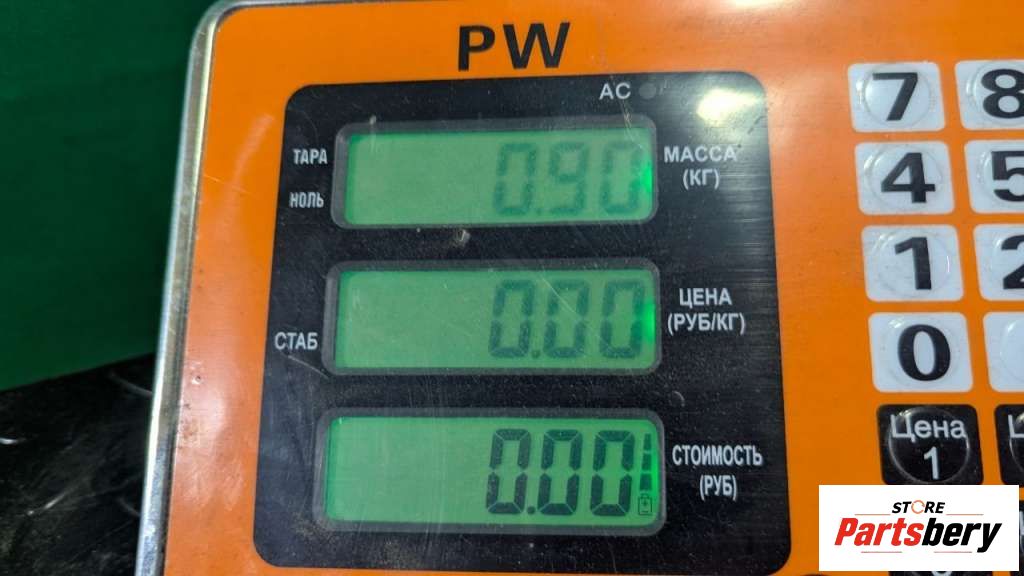 PW
AC
ТАРА
0.90
МАССА
(КГ)
НОЛЬ
0.00
ЦЕНА
(РУБ/КГ)
СТАБ
0.00
СТОИМОСТЬ
(РУБ)
7 8
4 5
1 2
0
Цена
1
STORE
Partsbery